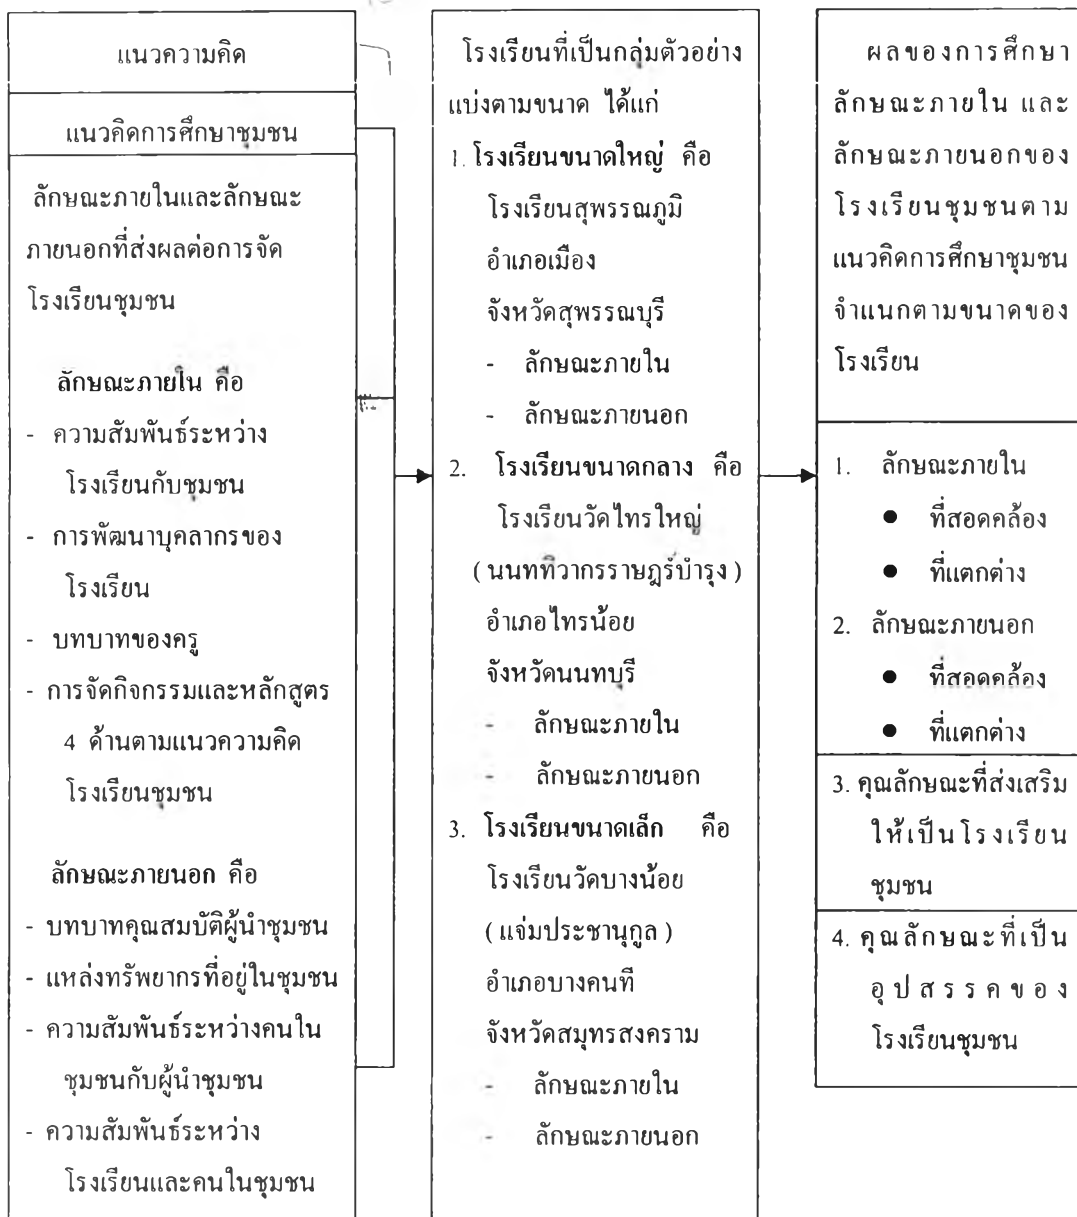 แนวความคิด
แนวคิดการศึกษาชุมชน
ลักษณะภายในและลักษณะ
ภายนอกที่ส่งผลต่อการจัด
โรงเรียนชุมชน
ลักษณะภายใน คือ
- ความสัมพันธ์ระหว่าง
โรงเรียนกับชุมชน
- การพัฒนาบุคลากรของ
โรงเรียน
- บทบาทของครู
- การจัดกิจกรรมและหลักสูตร
4 ด้านตามแนวความคิด
โรงเรียนชุมชน
ลักษณะภายนอก คือ
- บทบาทคุณสมบัติผู้นำชุมชน
- แหล่งทรัพยากรที่อยู่ในชุมชน
- ความสัมพันธ์ระหว่างคนใน
ชุมชนกับผู้นำชุมชน
- ความสัมพันธ์ระหว่าง
โรงเรียนและคนในชุมชน
โรงเรียนที่เป็นกลุ่มตัวอย่าง
แบ่งตามขนาด ได้แก่
1. โรงเรียนขนาดใหญ่ คือ
โรงเรียนสุพรรณภูมิ
อำเภอเมือง
จังหวัดสุพรรณบุรี
- ลักษณะภายใน
- ลักษณะภายนอก
2. โรงเรียนขนาดกลาง คือ
โรงเรียนวัดไทรใหญ่
( นนททิวากรราษฎร์บำรุง )
อำเภอไทรน้อย
จังหวัดนนทบุรี
- ลักษณะภายใน
- ลักษณะภายนอก
3. โรงเรียนขนาดเล็ก คือ
โรงเรียนวัดบางน้อย
( แจ่มประชานุกูล )
อำเภอบางคนที
จังหวัดสมุทรสงคราม
- ลักษณะภายใน
- ลักษณะภายนอก
ผลของการศึกษา
ลักษณะภายใน และ
ลักษณะภายนอกของ
โรงเรียนชุมชนตาม
แนวคิดการศึกษาชุมชน
จำแนกตามขนาดของ
โรงเรียน
1. ลักษณะภายใน
● ที่สอดคล้อง
● ที่แตกต่าง
2. ลักษณะภายนอก
● ที่สอดคล้อง
● ที่แตกต่าง
3. คุณลักษณะที่ส่งเสริม
ให้เป็นโรงเรียน
ชุมชน
4. คุณลักษณะที่เป็น
อุปสรรคของ
โรงเรียนชุมชน